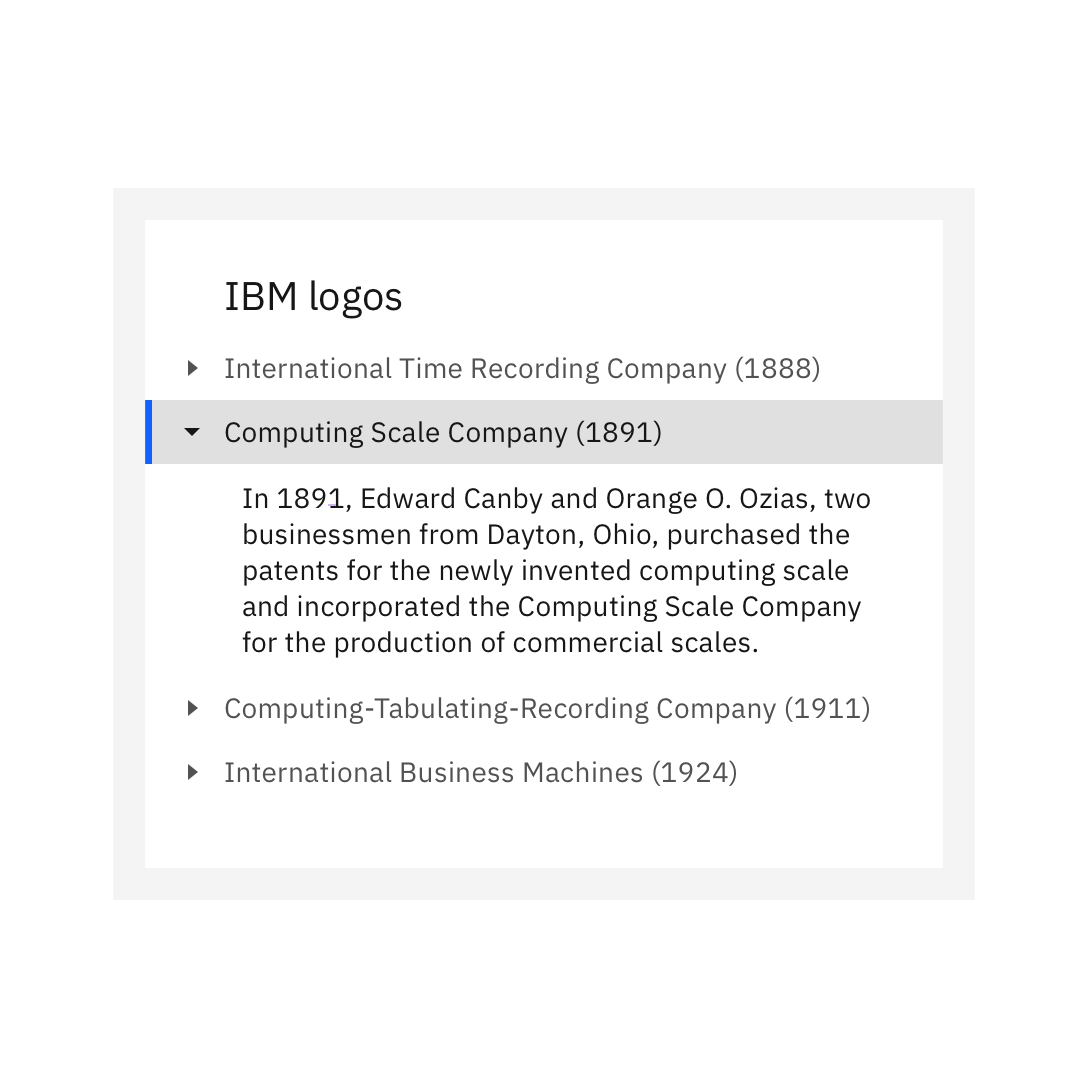 IBM logos
International Time Recording Company (1888)
Computing Scale Company (1891)
In 1891, Edward Canby and Orange O. Ozias, two
businessmen from Dayton, Ohio, purchased the
patents for the newly invented computing scale
and incorporated the Computing Scale Company
for the production of commercial scales.
Computing-Tabulating-Recording Company (1911)
International Business Machines (1924)